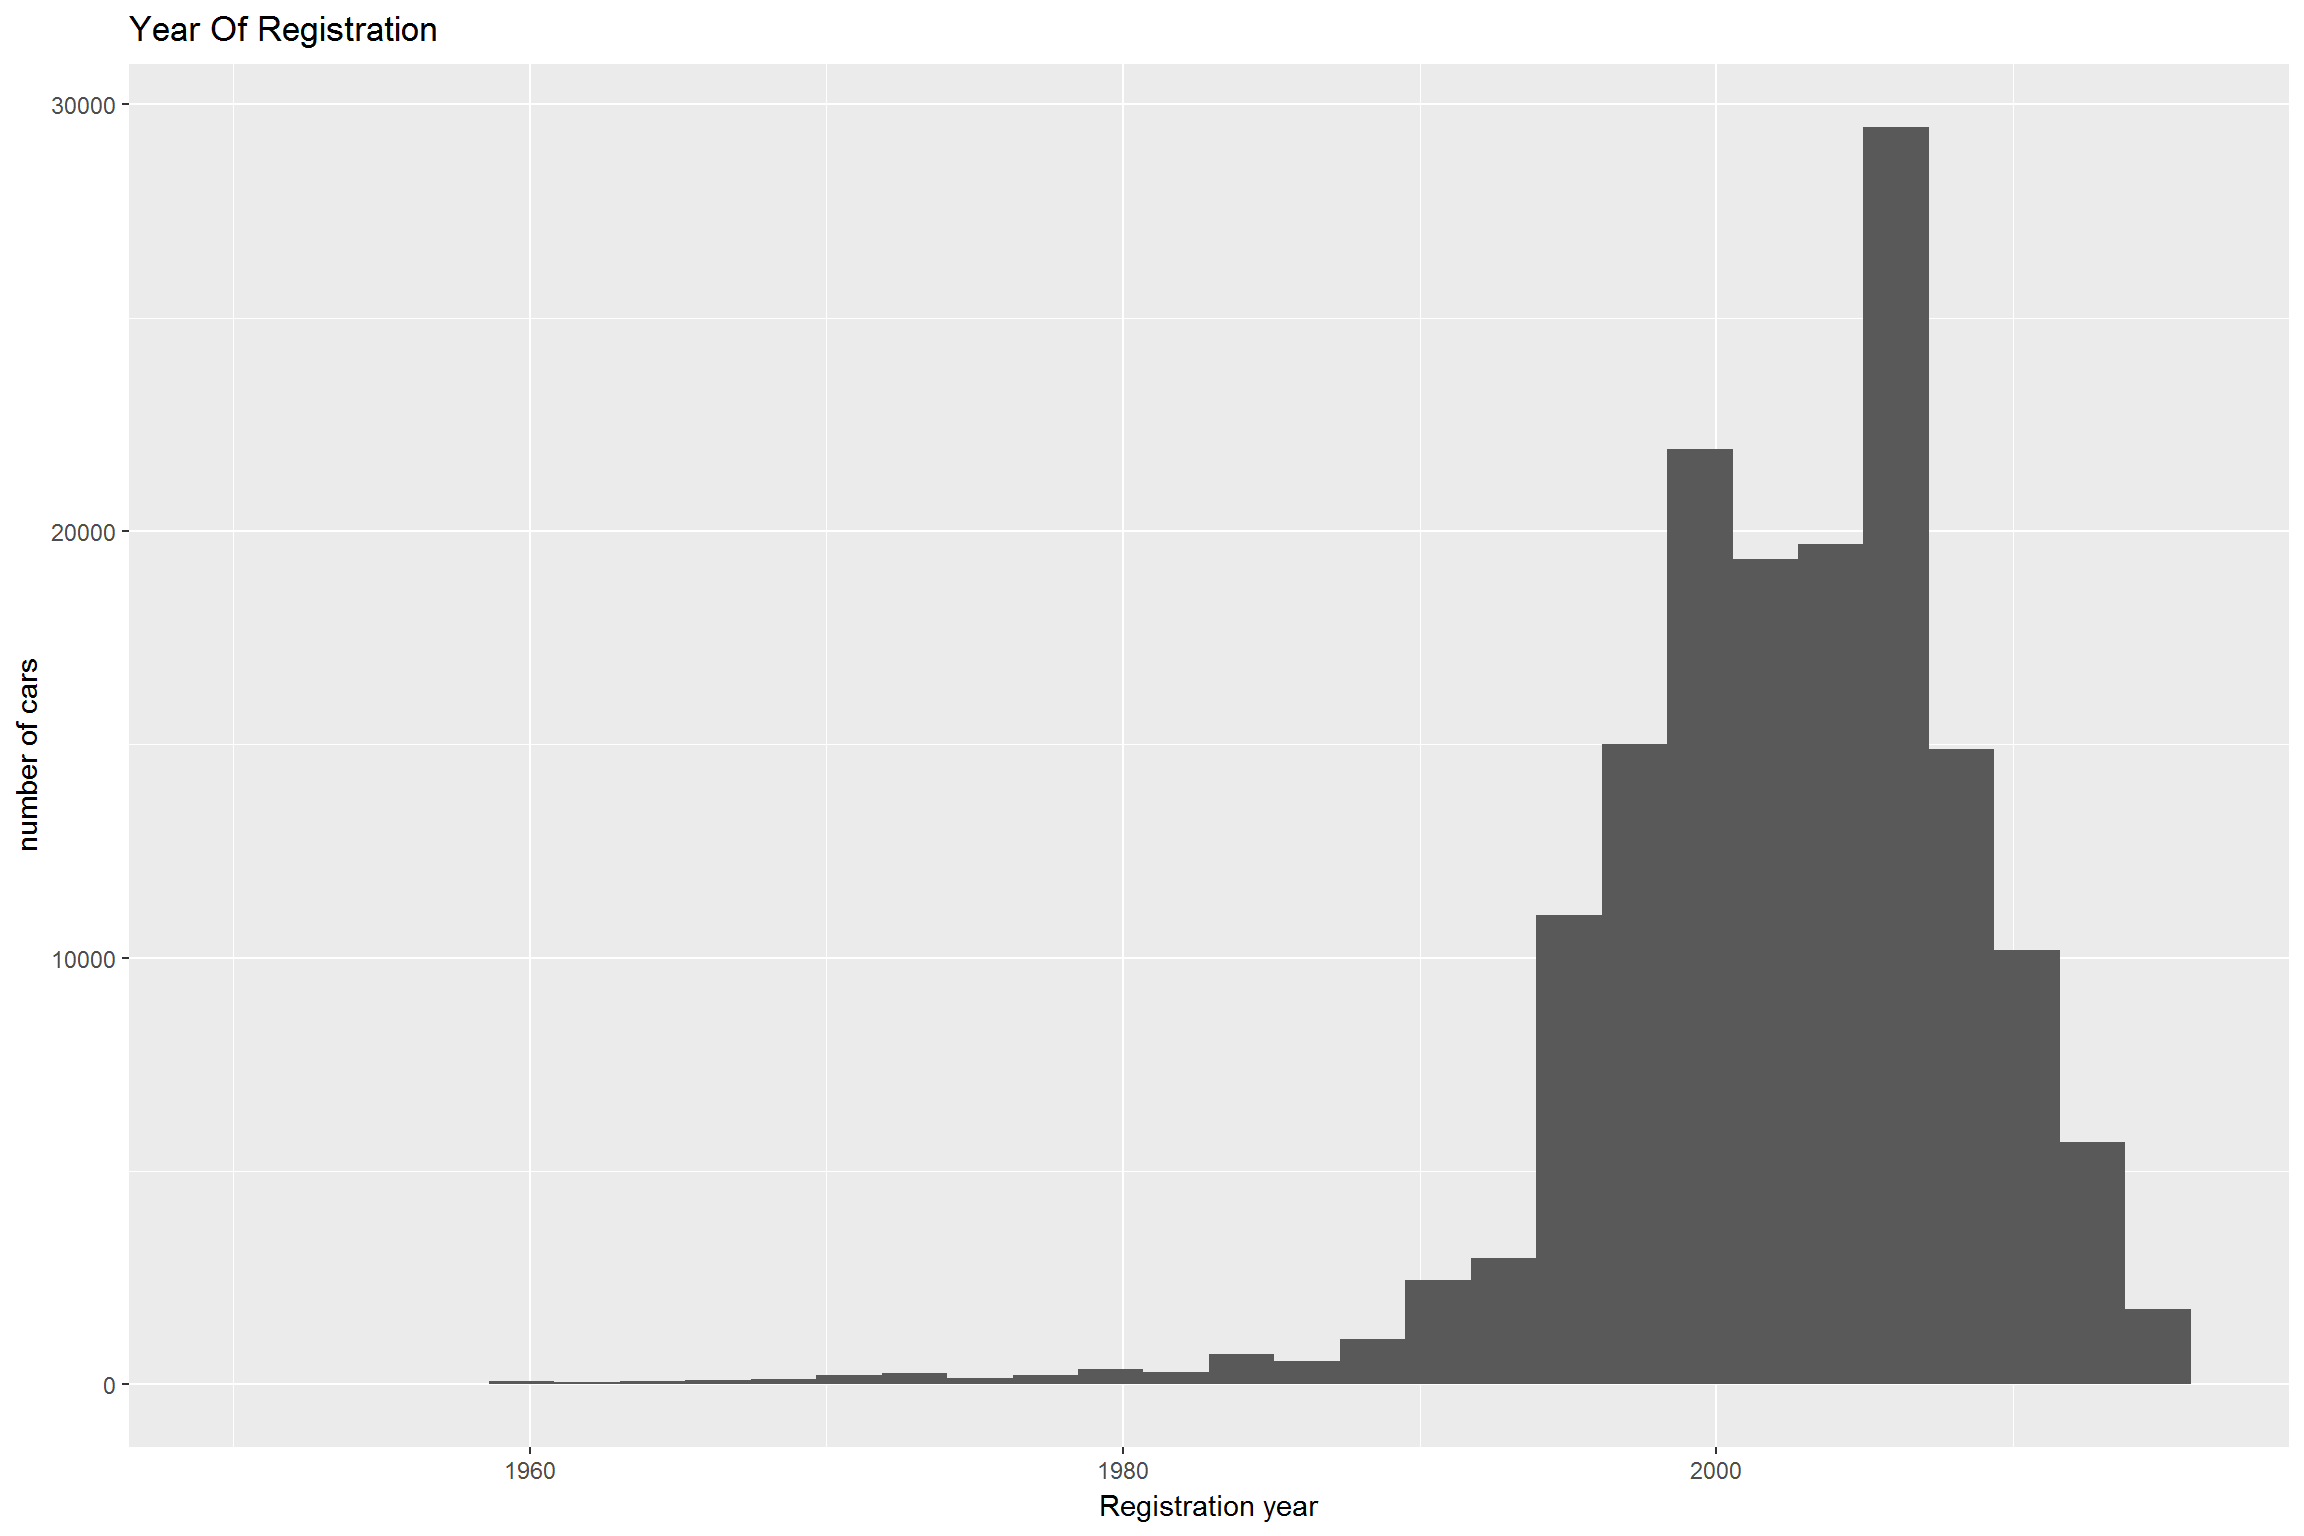 Year Of Registration
30000
20000
10000
0
number of cars
1960 1980 2000
Registration year